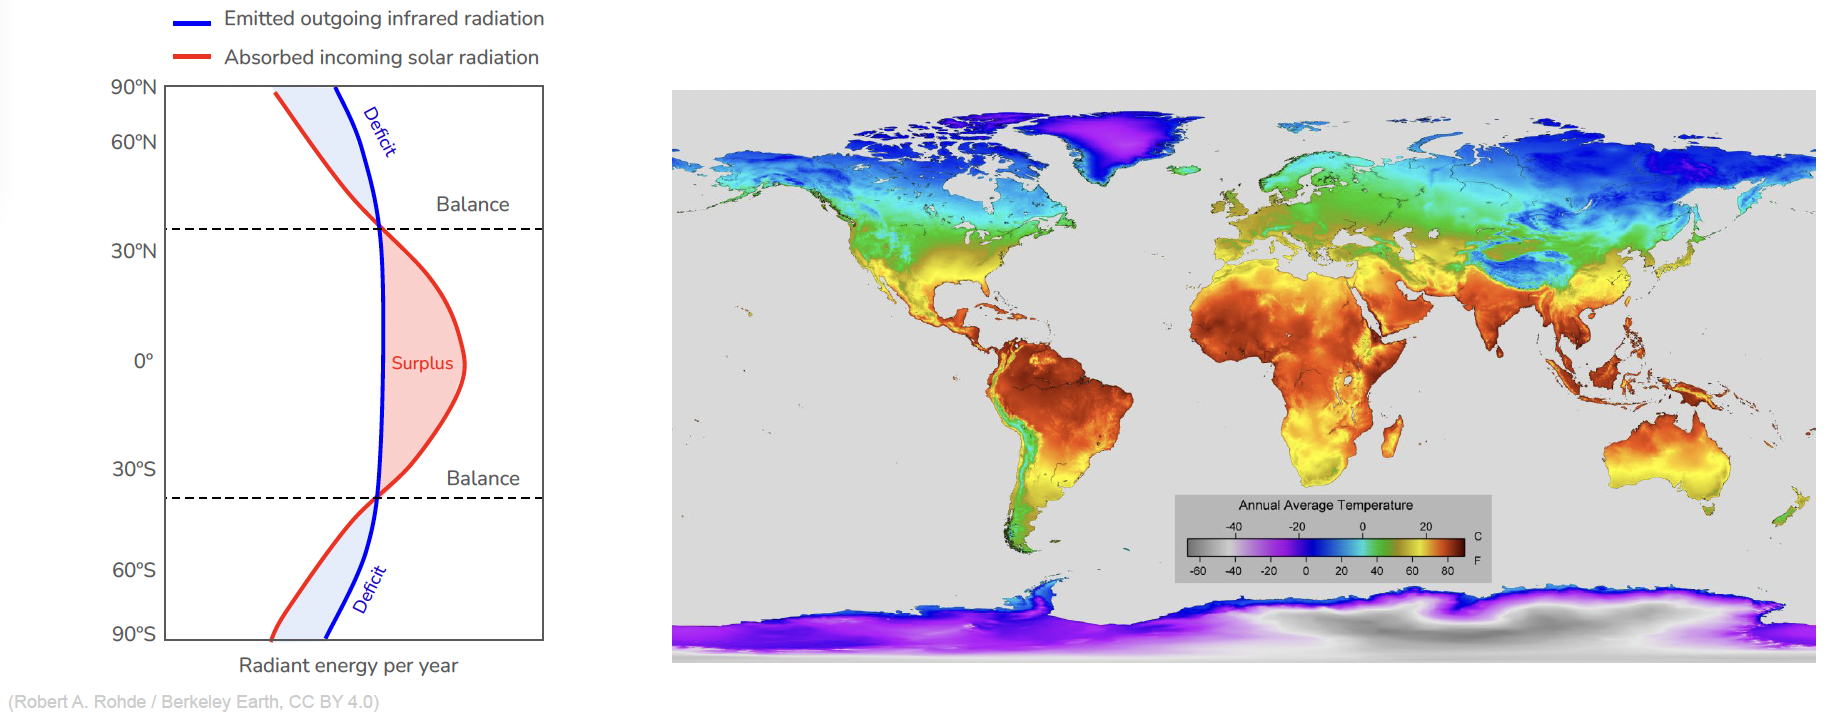 Emitted outgoing infrared radiation
Absorbed incoming solar radiation
90°N
Deficit
60°N
Balance
30°N
0°
Surplus
30°S
Balance
60°S
Deficit
90°S
Radiant energy per year
Annual Average Temperature
-40 -20 0 20 C
-60 -40 -20 0 20 40 60 80 F
(Robert A. Rohde / Berkeley Earth, CC BY 4.0)